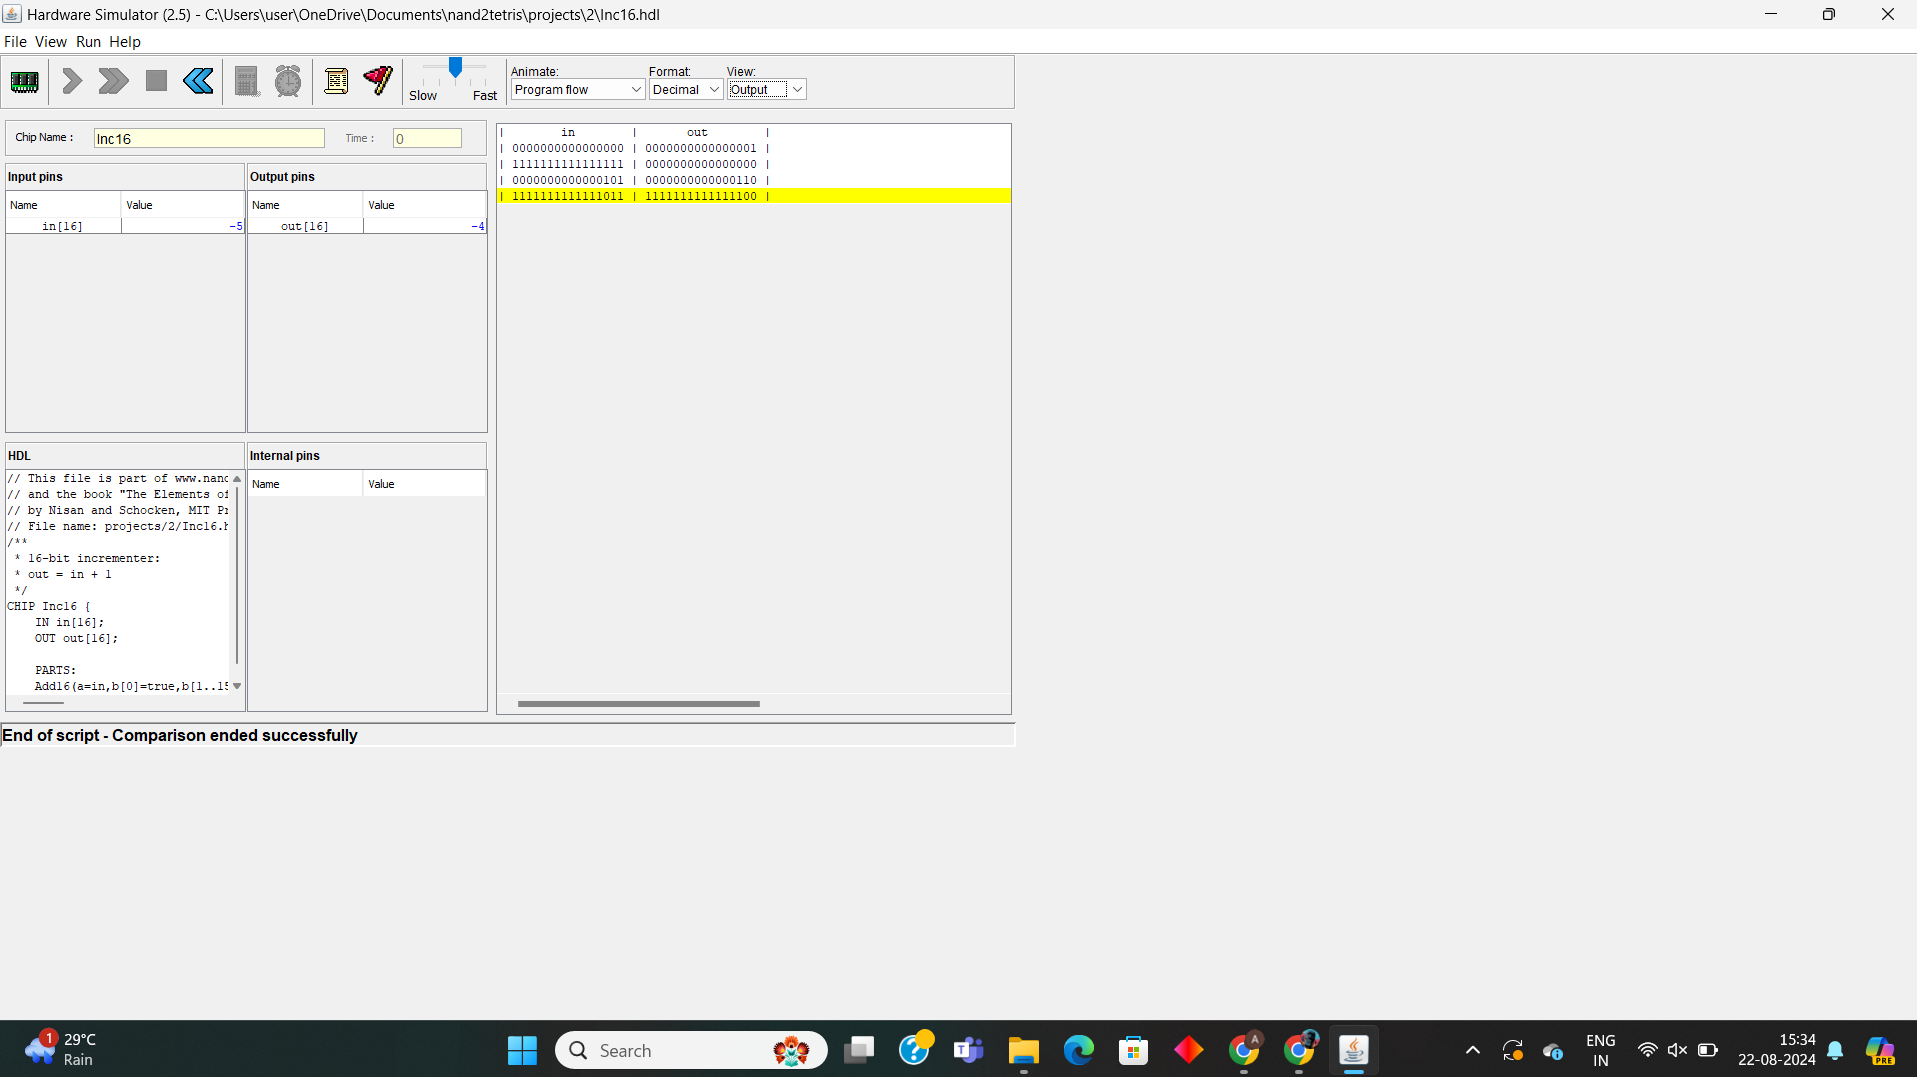 Hardware Simulator (2.5) - C:\Users\user\OneDrive\Documents\nand2tetris\projects\2\Inc16.hdl
File View Run Help
Animate: Format: View:
Program flow Decimal Output
Slow Fast
Chip Name : Inc16 Time : 0
Input pins Output pins
Name Value Name Value
in[16] -5 out[16] -4
| in | out |
| 0000000000000000 | 0000000000000001 |
| 1111111111111111 | 0000000000000000 |
| 0000000000000101 | 0000000000000110 |
| 1111111111111011 | 1111111111111100 |
HDL Internal pins
Name Value
// This file is part of www.nand
// and the book "The Elements of
// by Nisan and Schocken, MIT Pr
// File name: projects/2/Inc16.h
/**
* 16-bit incrementer:
* out = in + 1
*/
CHIP Inc16 {
IN in[16];
OUT out[16];
PARTS:
Add16(a=in,b[0]=true,b[1..15
End of script - Comparison ended successfully
1 29°C
Rain
Search
A
ENG
IN
15:34
22-08-2024
PRE